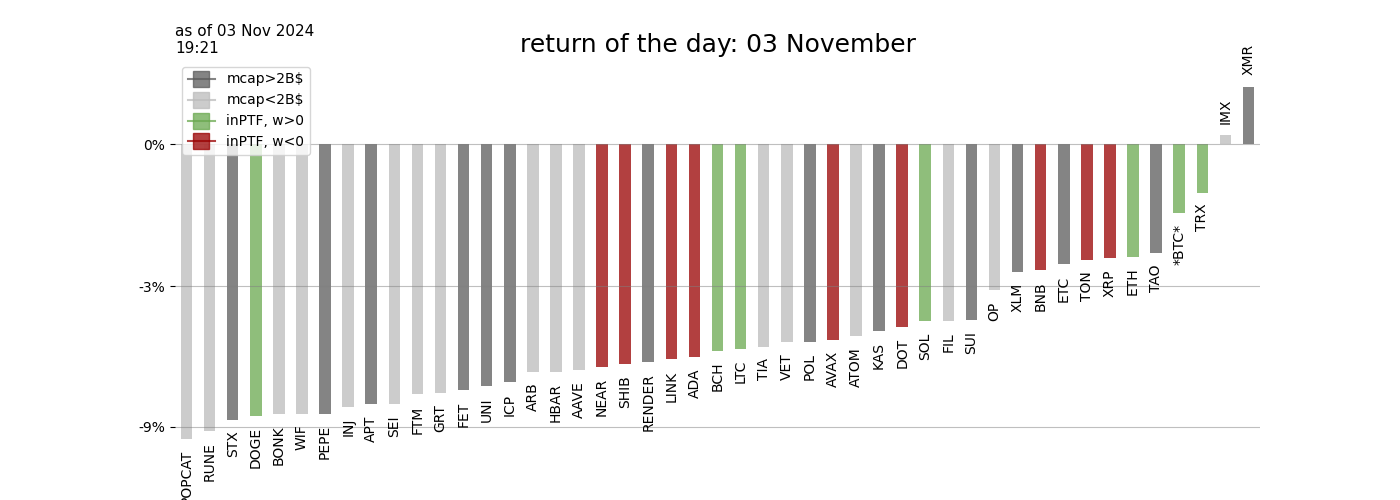 as of 03 Nov 2024
19:21
return of the day: 03 November
mcap>2B$
mcap<2B$
inPTF, w>0
inPTF, w<0
0%
-3%
-9%
POPCAT
RUNE
STX
DOGE
BONK
WIF
PEPE
INJ
APT
SEI
FTM
GRT
FET
UNI
ICP
ARB
HBAR
AAVE
NEAR
SHIB
RENDER
LINK
ADA
BCH
LTC
TIA
VET
POL
AVAX
ATOM
KAS
DOT
SOL
FIL
SUI
OP
XLM
BNB
ETC
TON
XRP
ETH
TAO
*BTC*
TRX
IMX
XMR